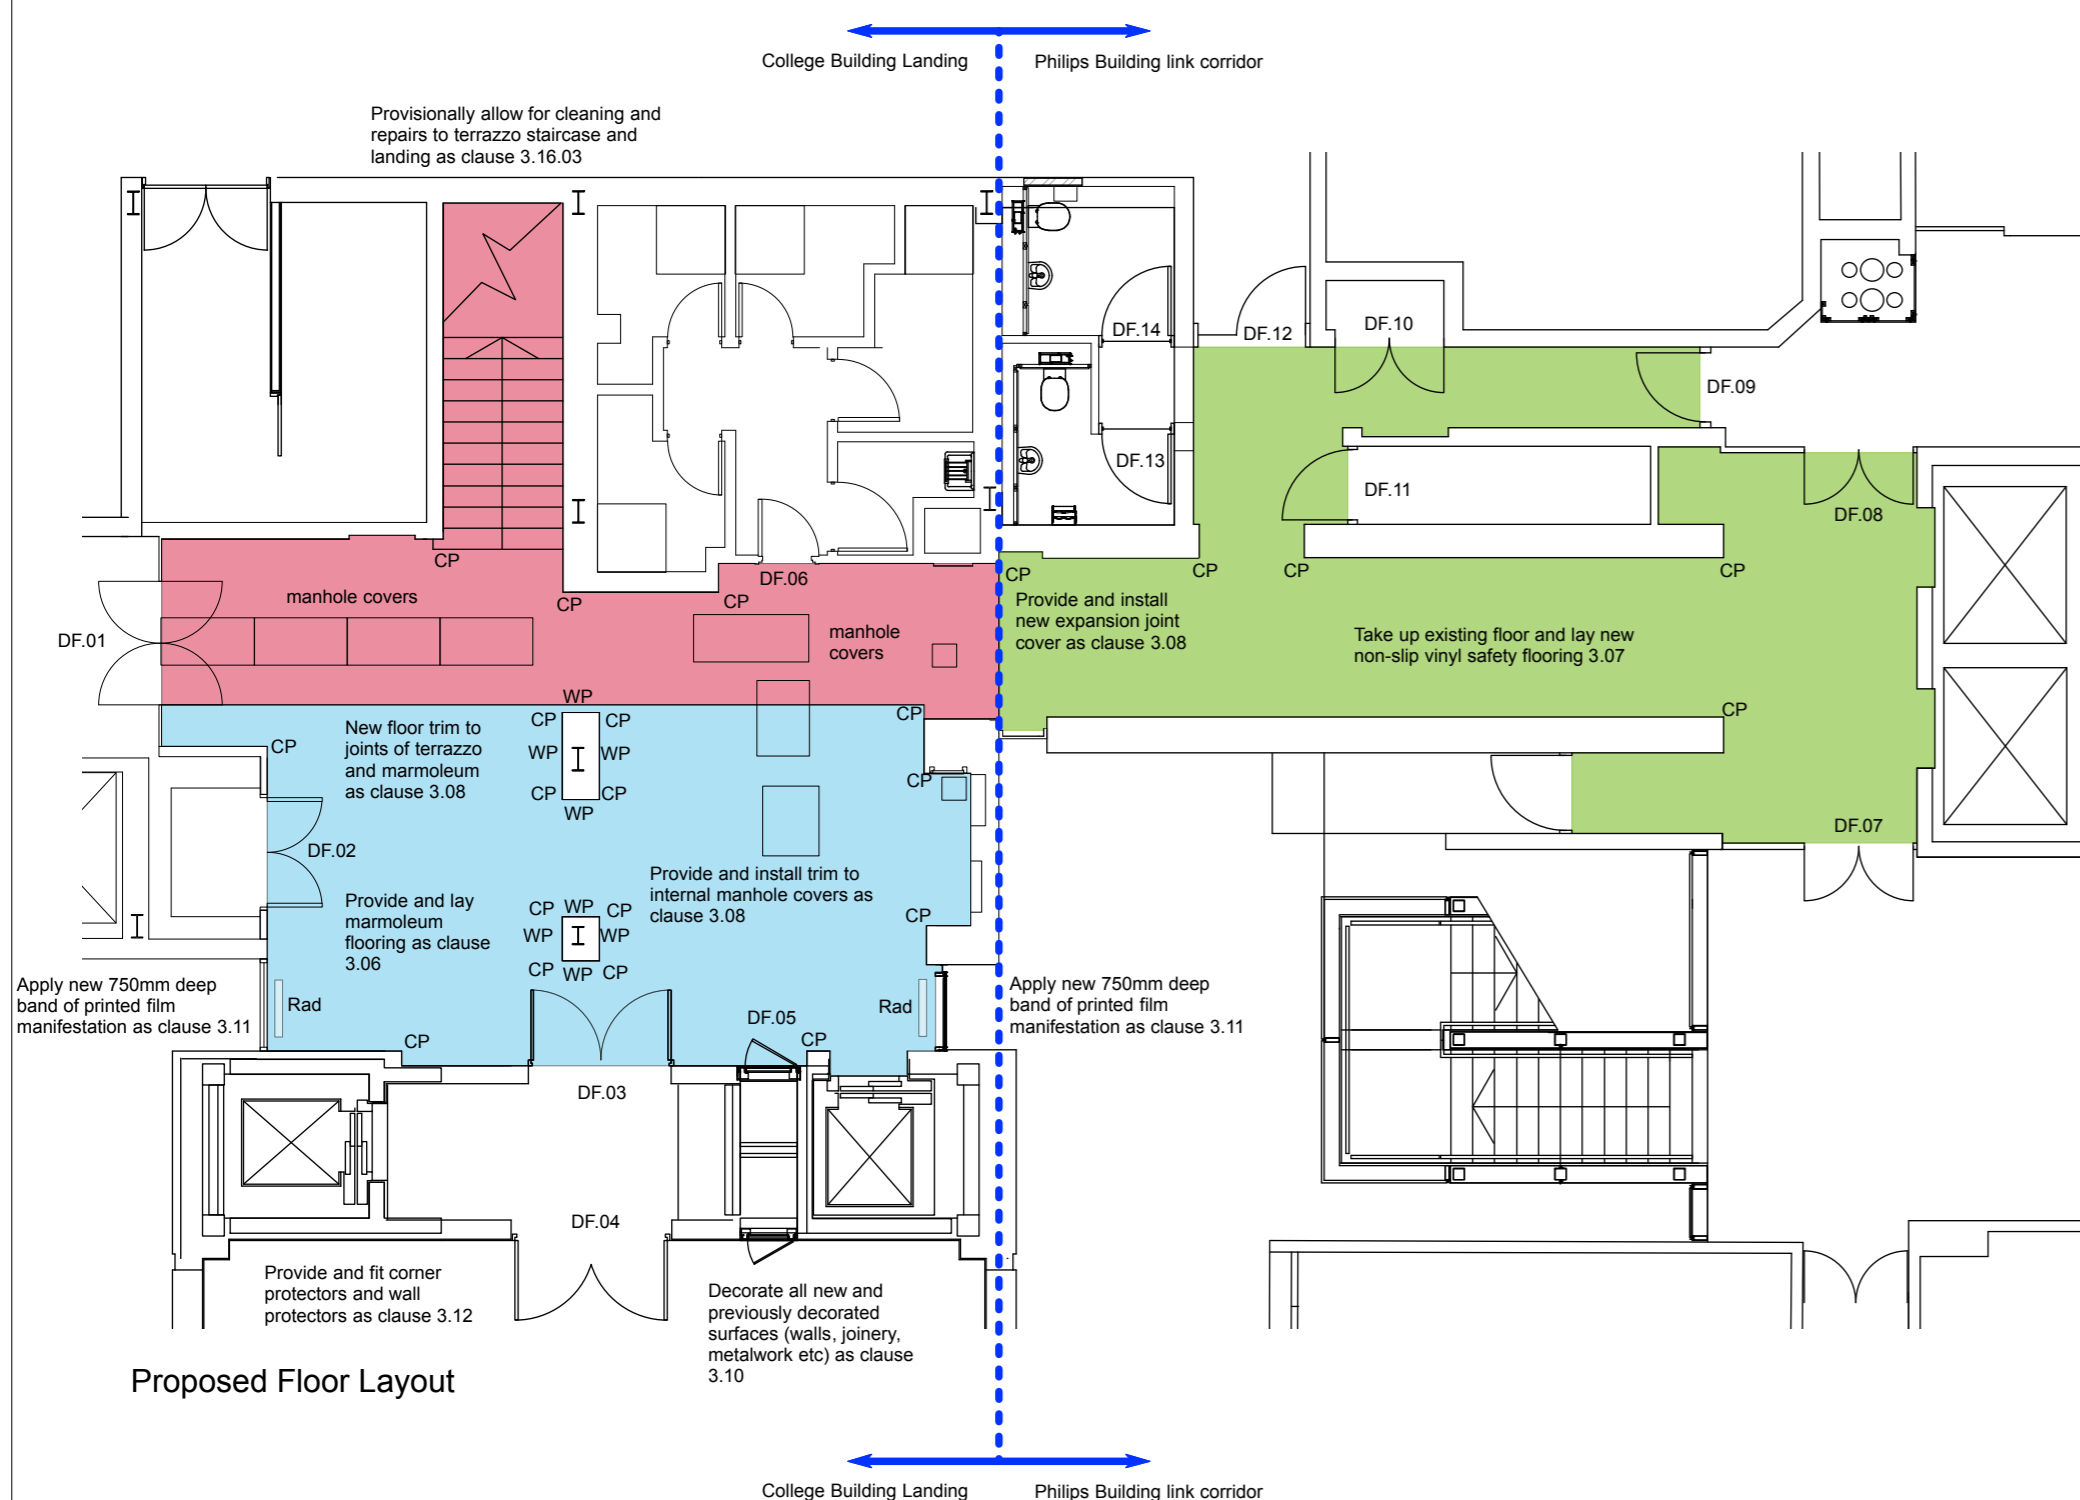 College Building Landing
Philips Building link corridor
Provisionally allow for cleaning and
repairs to terrazzo staircase and
landing as clause 3.16.03
DF.14
DF.12
DF.10
DF.09
DF.13
DF.11
DF.08
CP
DF.06
CP
CP
CP
CP
CP
CP
CP
manhole covers
DF.01
manhole
covers
Provide and install
new expansion joint
cover as clause 3.08
Take up existing floor and lay new
non-slip vinyl safety flooring 3.07
WP
CP
CP
CP
CP
CP
WP
WP
CP
CP
WP
CP
New floor trim to
joints of terrazzo
and marmoleum
as clause 3.08
DF.02
DF.07
Provide and install trim to
internal manhole covers as
clause 3.08
Provide and lay
marmoleum
flooring as clause
3.06
CP
WP
CP
CP
WP
WP
CP
WP
CP
Apply new 750mm deep
band of printed film
manifestation as clause 3.11
Rad
Rad
Apply new 750mm deep
band of printed film
manifestation as clause 3.11
DF.05
CP
CP
DF.03
DF.04
Provide and fit corner
protectors and wall
protectors as clause 3.12
Decorate all new and
previously decorated
surfaces (walls, joinery,
metalwork etc) as clause
3.10
Proposed Floor Layout
College Building Landing
Philips Building link corridor